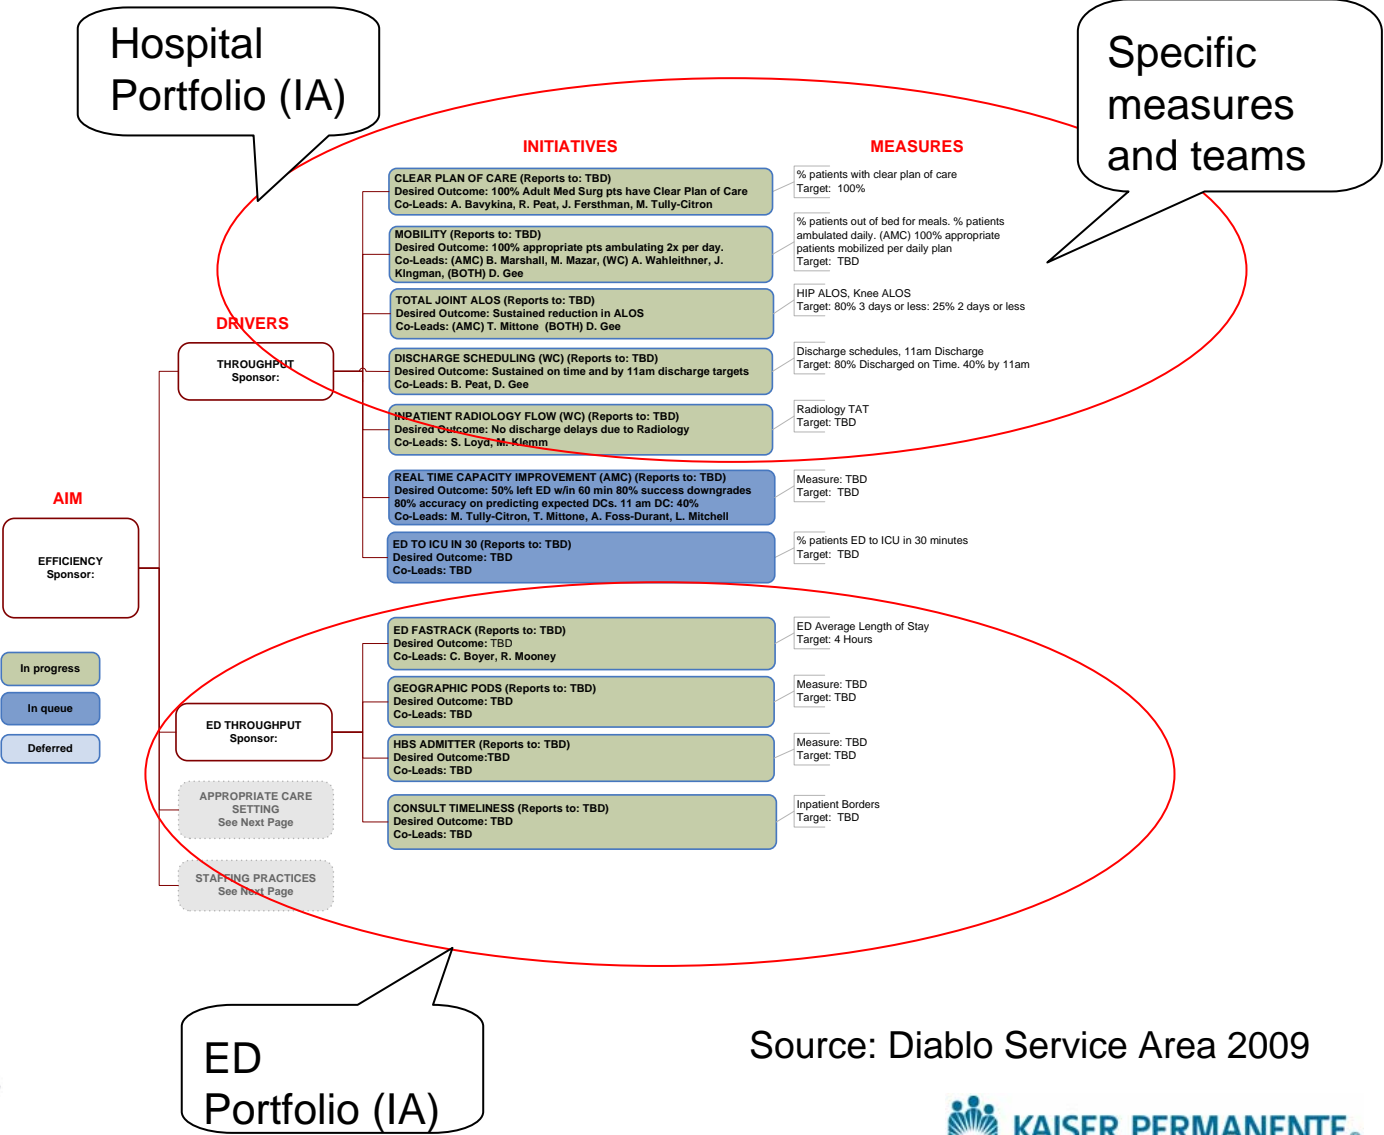 Hospital
Portfolio (IA)
Specific
measures
and teams
INITIATIVES
MEASURES
CLEAR PLAN OF CARE (Reports to: TBD)
Desired Outcome: 100% Adult Med Surg pts have Clear Plan of Care
Co-Leads: A. Bavykina, R. Peat, J. Fersthman, M. Tully-Citron
% patients with clear plan of care
Target: 100%
MOBILITY (Reports to: TBD)
Desired Outcome: 100% appropriate pts ambulating 2x per day.
Co-Leads: (AMC) B. Marshall, M. Mazar, (WC) A. Wahleithner, J.
KIngman, (BOTH) D. Gee
% patients out of bed for meals. % patients
ambulated daily. (AMC) 100% appropriate
patients mobilized per daily plan
Target: TBD
TOTAL JOINT ALOS (Reports to: TBD)
Desired Outcome: Sustained reduction in ALOS
Co-Leads: (AMC) T. Mittone (BOTH) D. Gee
HIP ALOS, Knee ALOS
Target: 80% 3 days or less: 25% 2 days or less
DRIVERS
THROUGHPUT
Sponsor:
DISCHARGE SCHEDULING (WC) (Reports to: TBD)
Desired Outcome: Sustained on time and by 11am discharge targets
Co-Leads: B. Peat, D. Gee
Discharge schedules, 11am Discharge
Target: 80% Discharged on Time. 40% by 11am
INPATIENT RADIOLOGY FLOW (WC) (Reports to: TBD)
Desired Outcome: No discharge delays due to Radiology
Co-Leads: S. Loyd, M. Klemm
Radiology TAT
Target: TBD
REAL TIME CAPACITY IMPROVEMENT (AMC) (Reports to: TBD)
Desired Outcome: 50% left ED w/in 60 min 80% success downgrades
80% accuracy on predicting expected DCs. 11 am DC: 40%
Co-Leads: M. Tully-Citron, T. Mittone, A. Foss-Durant, L. Mitchell
Measure: TBD
Target: TBD
AIM
EFFICIENCY
Sponsor:
ED TO ICU IN 30 (Reports to: TBD)
Desired Outcome: TBD
Co-Leads: TBD
% patients ED to ICU in 30 minutes
Target: TBD
ED FASTRACK (Reports to: TBD)
Desired Outcome: TBD
Co-Leads: C. Boyer, R. Mooney
ED Average Length of Stay
Target: 4 Hours
In progress
In queue
Deferred
GEOGRAPHIC PODS (Reports to: TBD)
Desired Outcome: TBD
Co-Leads: TBD
Measure: TBD
Target: TBD
ED THROUGHPUT
Sponsor:
HBS ADMITTER (Reports to: TBD)
Desired Outcome:TBD
Co-Leads: TBD
Measure: TBD
Target: TBD
APPROPRIATE CARE
SETTING
See Next Page
CONSULT TIMELINESS (Reports to: TBD)
Desired Outcome: TBD
Co-Leads: TBD
Inpatient Borders
Target: TBD
STAFFING PRACTICES
See Next Page
ED
Portfolio (IA)
Source: Diablo Service Area 2009
KAISER PERMANENTE®